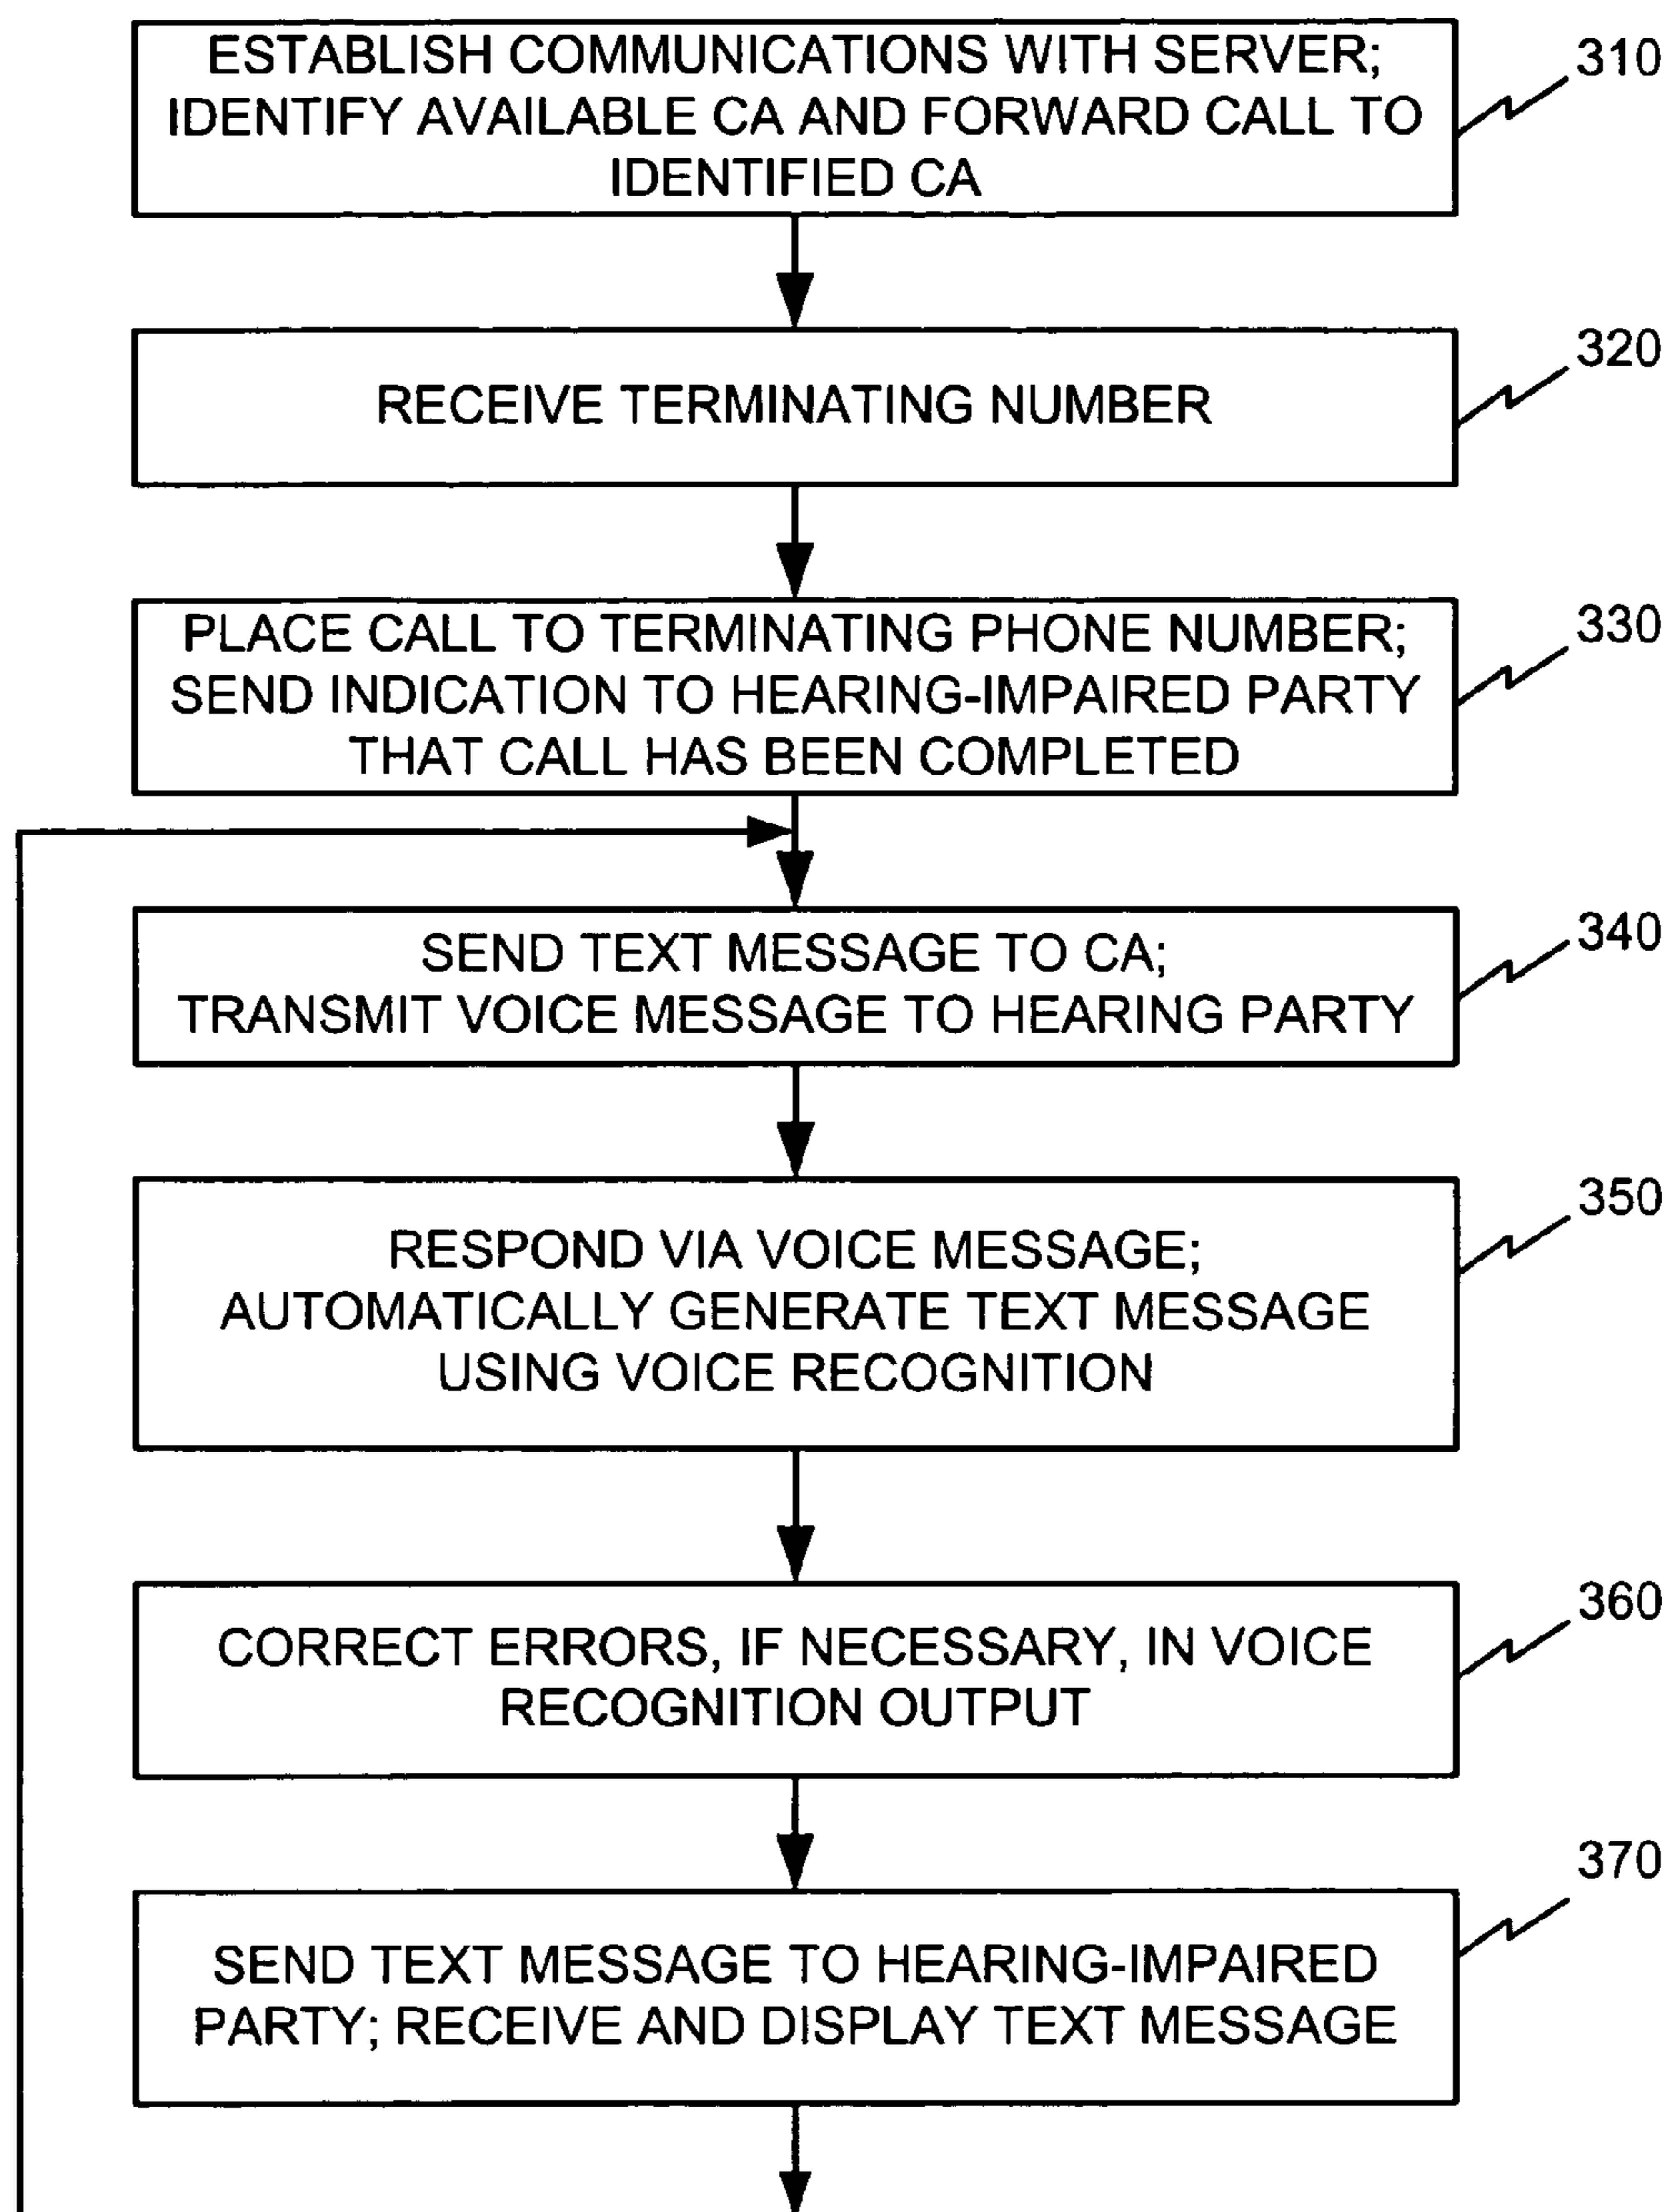 ESTABLISH COMMUNICATIONS WITH SERVER;
IDENTIFY AVAILABLE CA AND FORWARD CALL TO
IDENTIFIED CA
310
RECEIVE TERMINATING NUMBER
320
PLACE CALL TO TERMINATING PHONE NUMBER;
SEND INDICATION TO HEARING-IMPAIRED PARTY
THAT CALL HAS BEEN COMPLETED
330
SEND TEXT MESSAGE TO CA;
TRANSMIT VOICE MESSAGE TO HEARING PARTY
340
RESPOND VIA VOICE MESSAGE;
AUTOMATICALLY GENERATE TEXT MESSAGE
USING VOICE RECOGNITION
350
CORRECT ERRORS, IF NECESSARY, IN VOICE
RECOGNITION OUTPUT
360
SEND TEXT MESSAGE TO HEARING-IMPAIRED
PARTY; RECEIVE AND DISPLAY TEXT MESSAGE
370